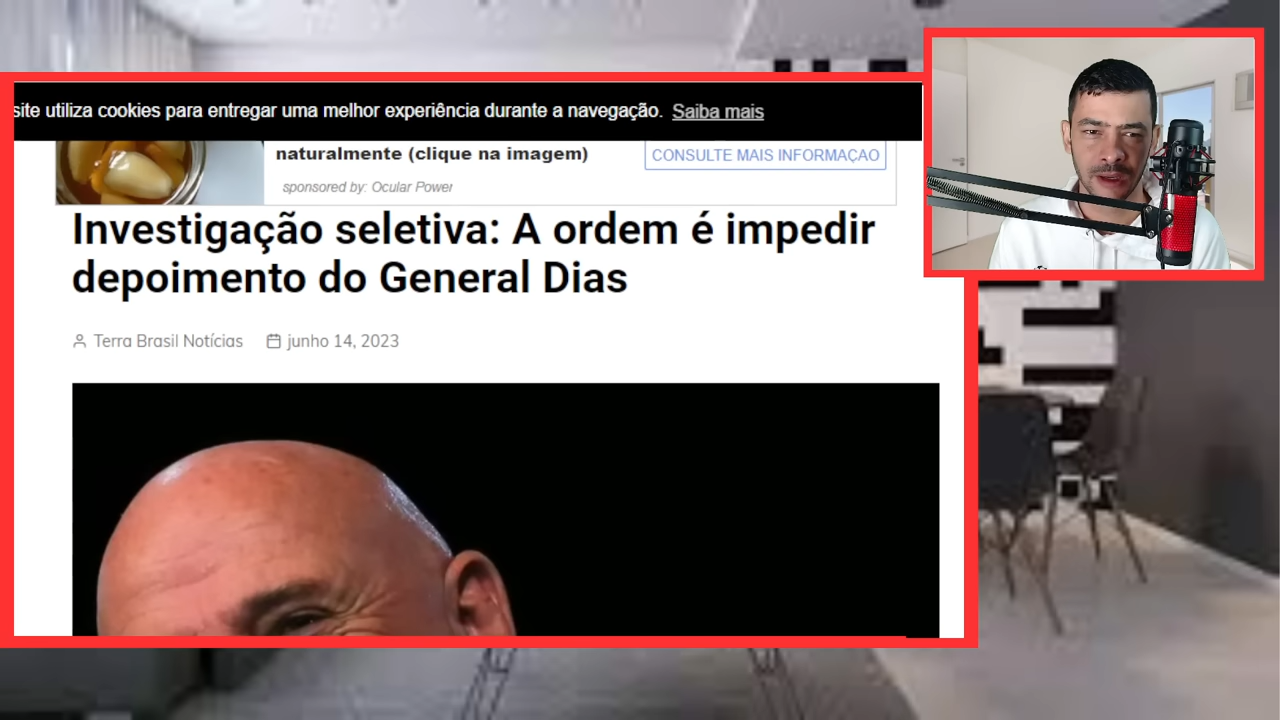 site utiliza cookies para entregar uma melhor experiência durante a navegação. Saiba mais
naturalmente (clique na imagem)
CONSULTE MAIS INFORMAÇAO
sponsored by: Ocular Power
Investigação seletiva: A ordem é impedir
depoimento do General Dias
Terra Brasil Notícias junho 14, 2023